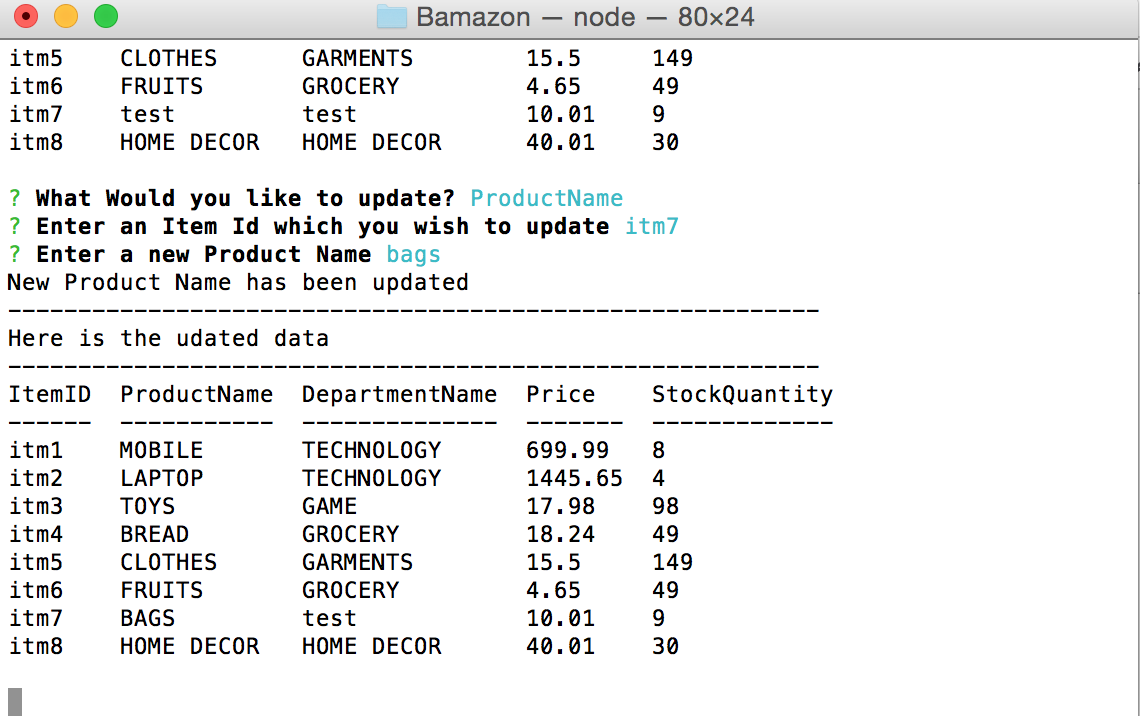 Bamazon — node — 80×24
itm5 CLOTHES GARMENTS 15.5 149
itm6 FRUITS GROCERY 4.65 49
itm7 test test 10.01 9
itm8 HOME DECOR HOME DECOR 40.01 30
? What Would you like to update? ProductName
? Enter an Item Id which you wish to update itm7
? Enter a new Product Name bags
New Product Name has been updated
----------------------------------------------------------
Here is the udated data
----------------------------------------------------------
ItemID ProductName DepartmentName Price StockQuantity
------ ----------- -------------- ------- -------------
itm1 MOBILE TECHNOLOGY 699.99 8
itm2 LAPTOP TECHNOLOGY 1445.65 4
itm3 TOYS GAME 17.98 98
itm4 BREAD GROCERY 18.24 49
itm5 CLOTHES GARMENTS 15.5 149
itm6 FRUITS GROCERY 4.65 49
itm7 BAGS test 10.01 9
itm8 HOME DECOR HOME DECOR 40.01 30